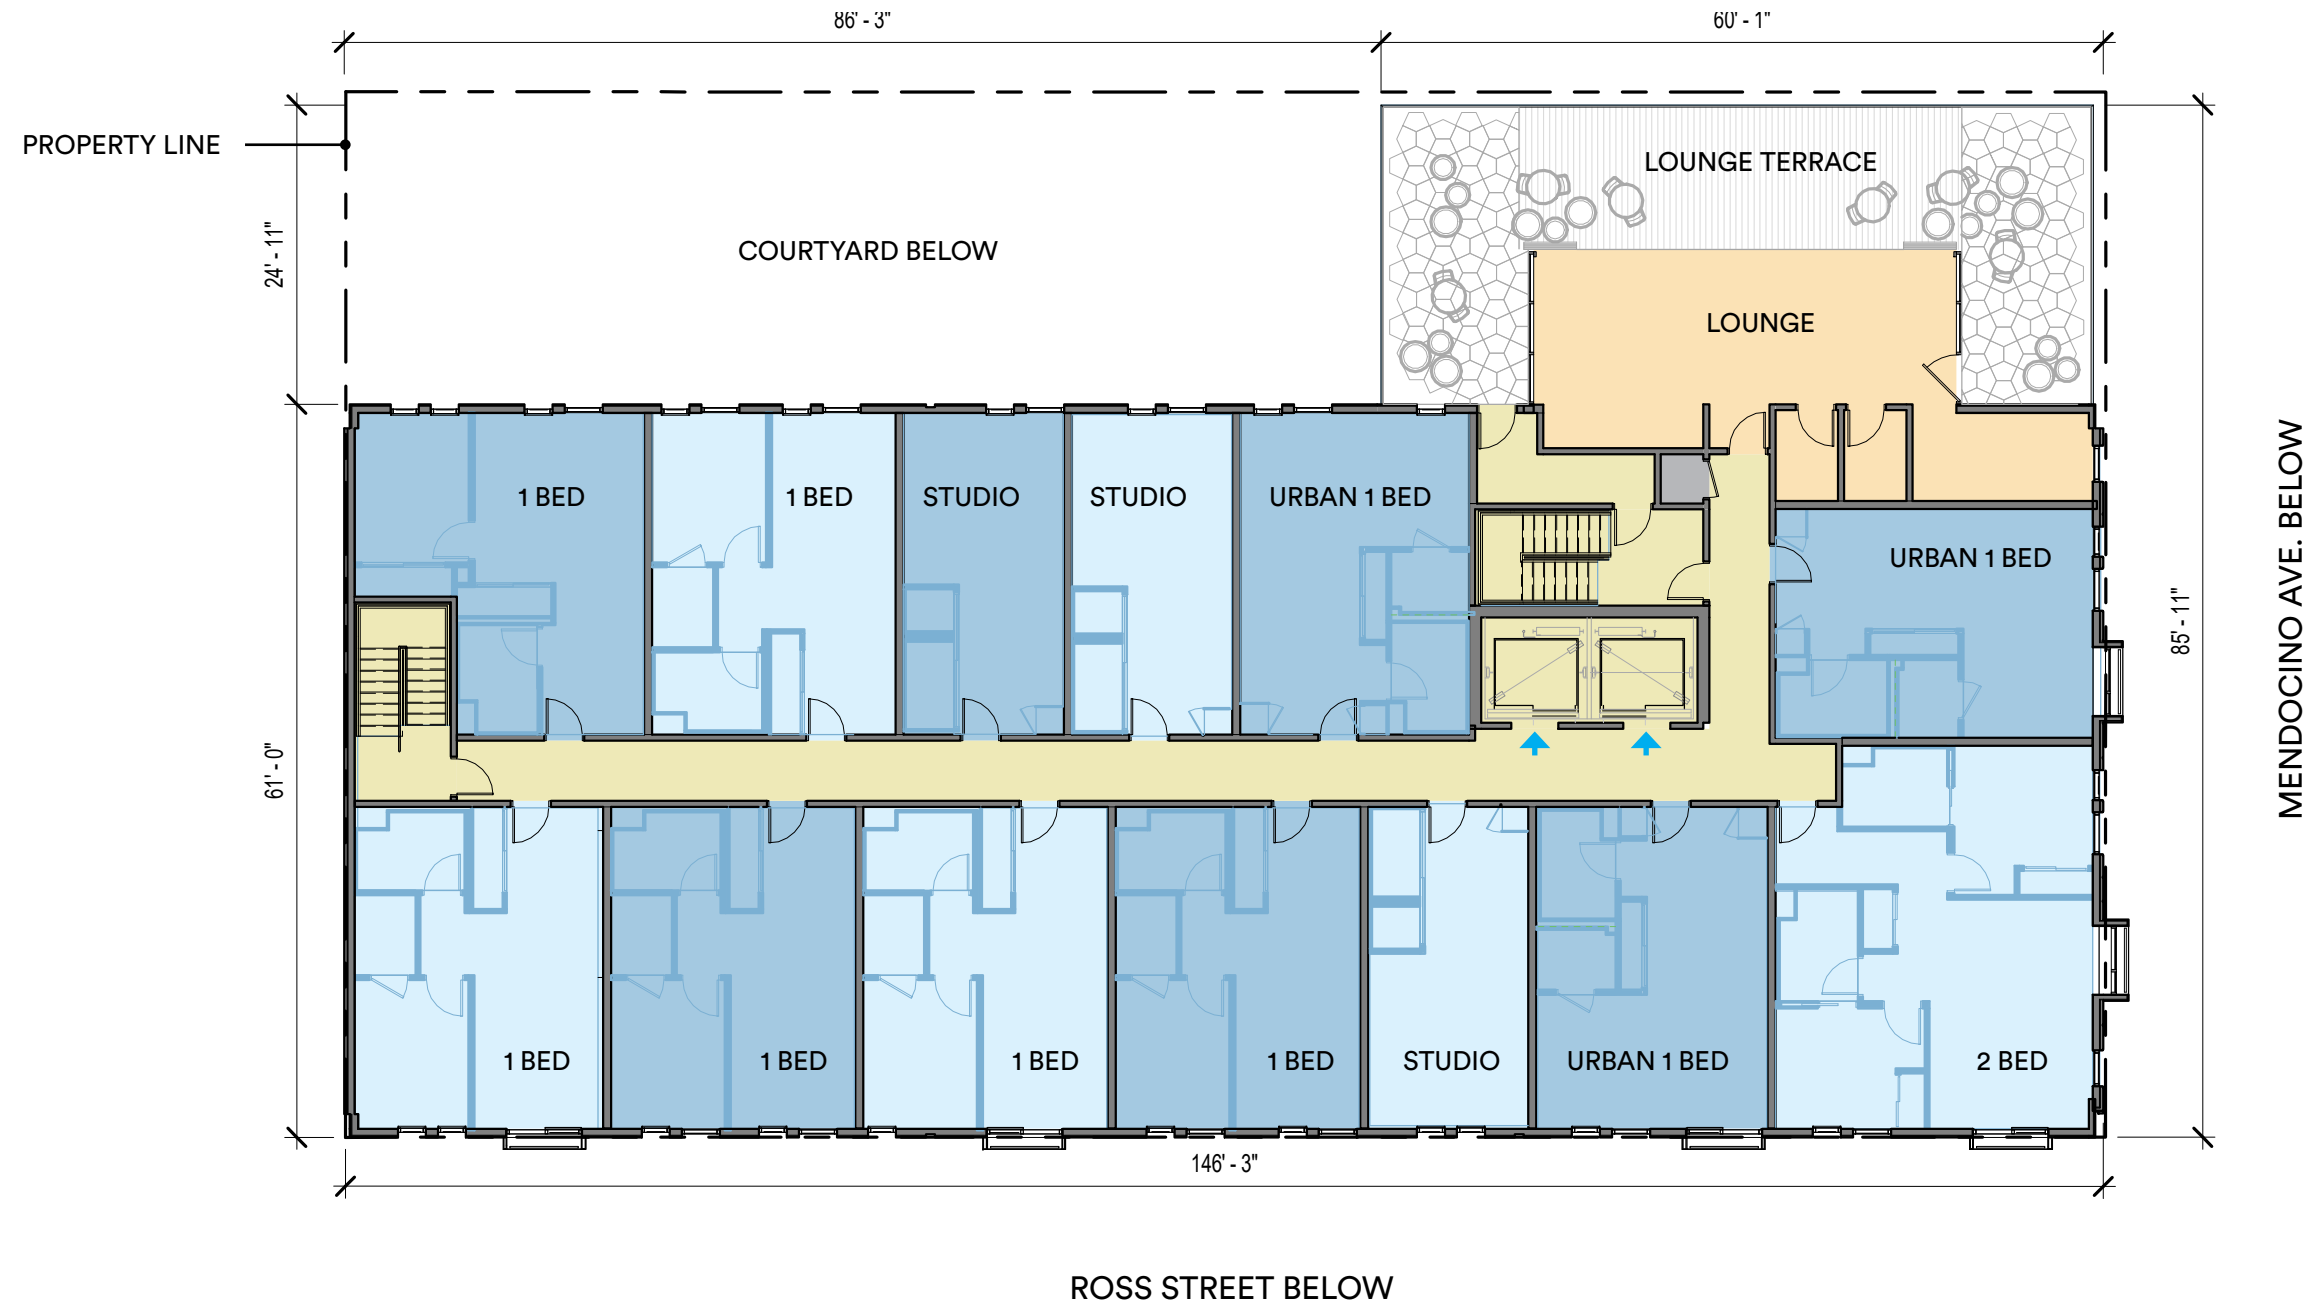 86' - 3"
60' - 1"
PROPERTY LINE
LOUNGE TERRACE
24' - 11"
COURTYARD BELOW
LOUNGE
1 BED
1 BED
STUDIO
STUDIO
URBAN 1 BED
URBAN 1 BED
MENDOCINO AVE. BELOW
85' - 11"
61' - 0"
1 BED
1 BED
1 BED
1 BED
STUDIO
URBAN 1 BED
2 BED
146' - 3"
ROSS STREET BELOW